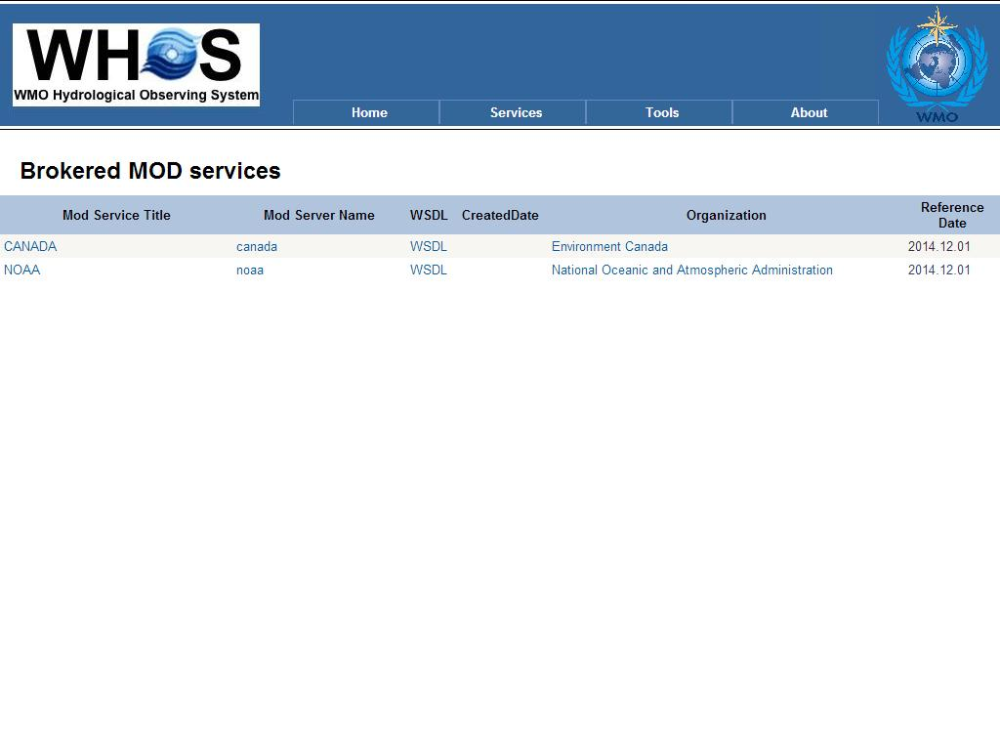 WHOS
WMO Hydrological Observing System
WMO
Home Services Tools About
Brokered MOD services
Mod Service Title Mod Server Name WSDL CreatedDate Organization Reference Date
CANADA canada WSDL Environment Canada 2014.12.01
NOAA noaa WSDL National Oceanic and Atmospheric Administration 2014.12.01